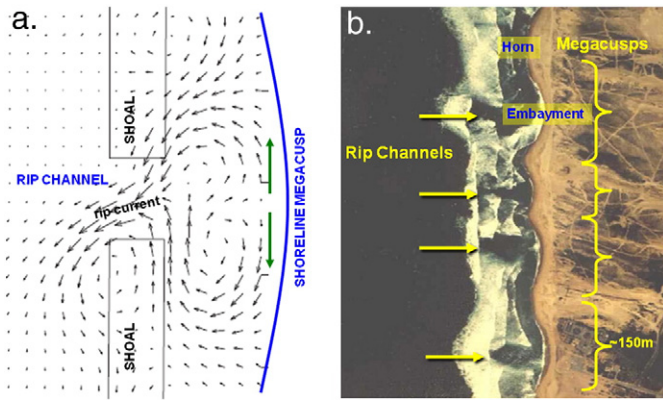 a.
SHOAL
RIP CHANNEL
rip current
SHORELINE MEGACUSP
SHOAL
b.
Horn
Megacusps
Embayment
Rip Channels
~150m